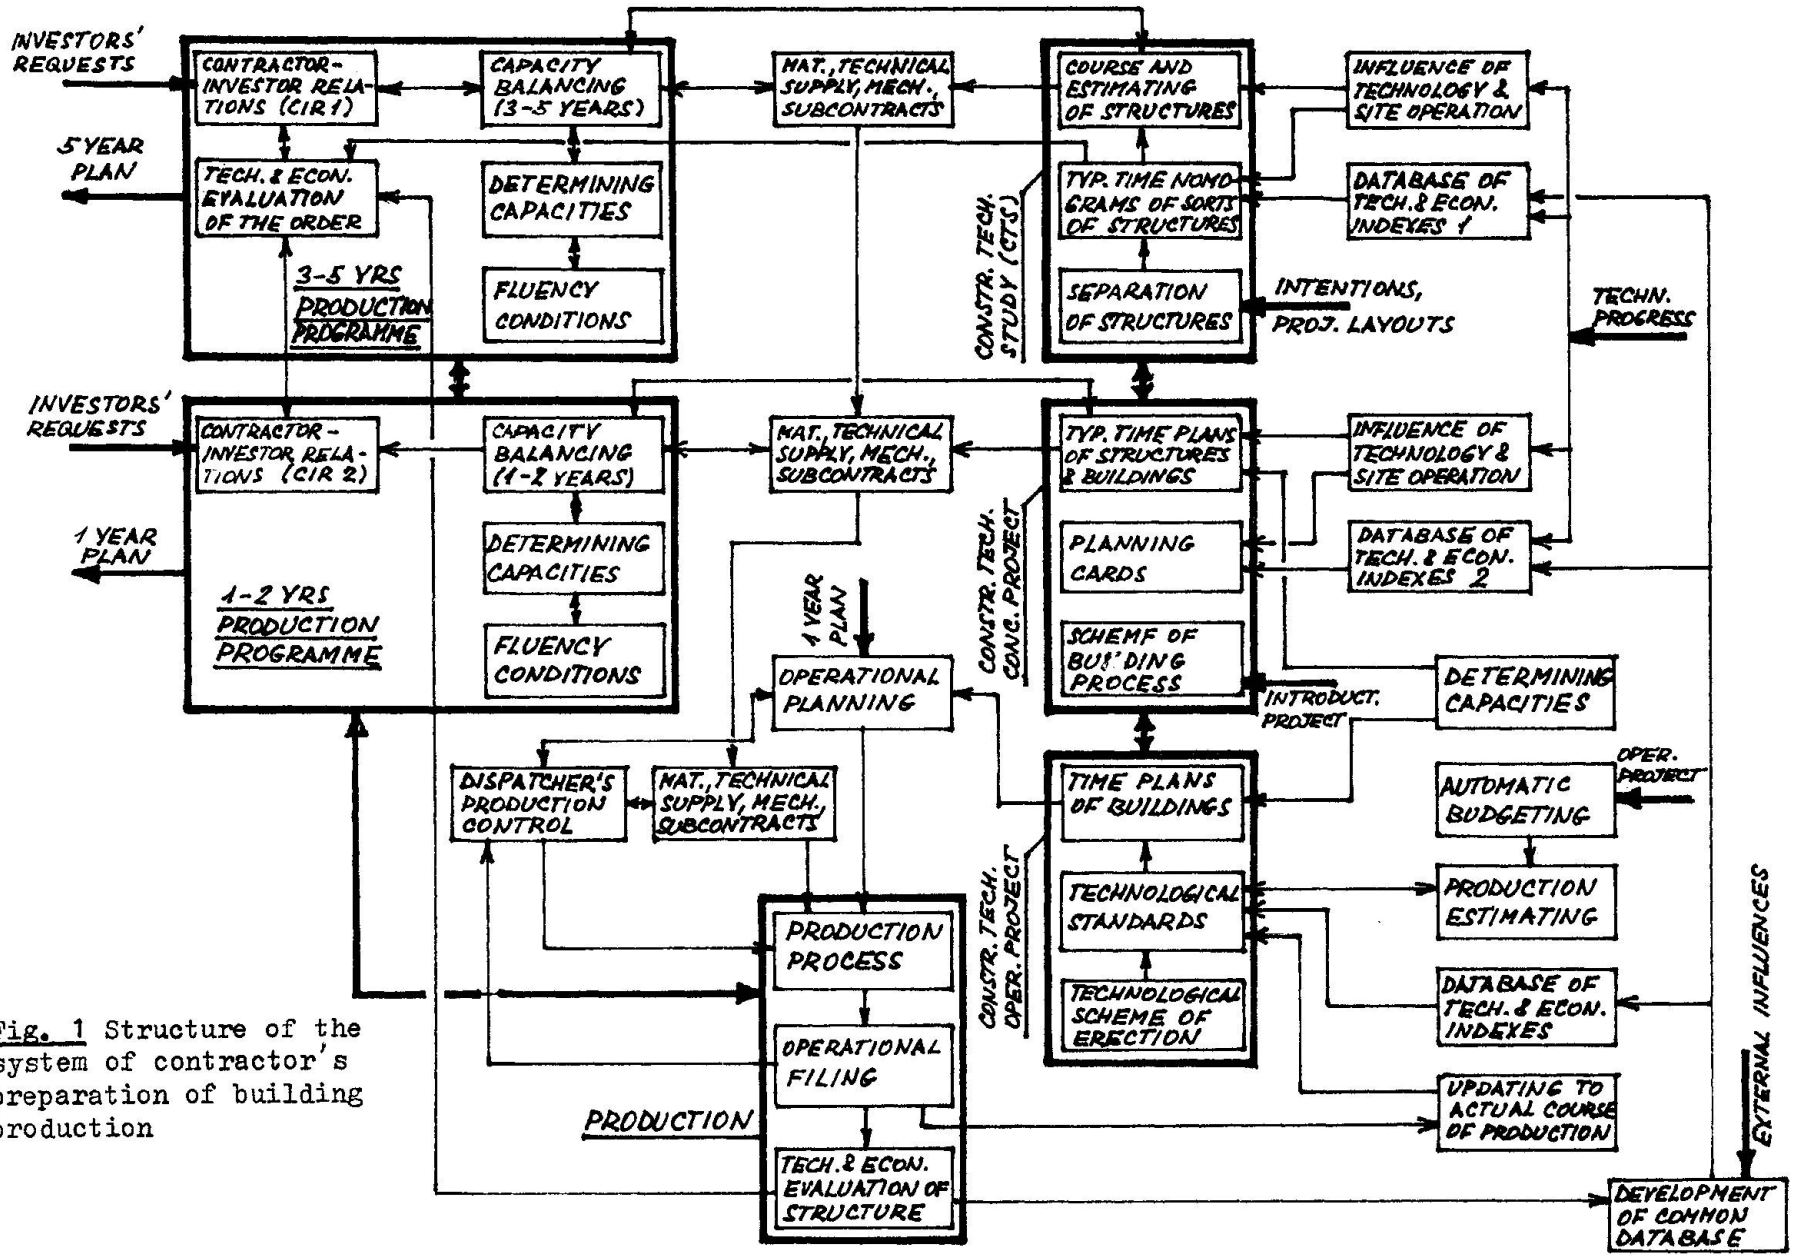 INVESTORS'
REQUESTS
CONTRACTOR-
INVESTOR RELA-
TIONS (CIR 1)
CAPACITY
BALANCING
(3-5 YEARS)
MAT., TECHNICAL
SUPPLY, MECH.,
SUBCONTRACTS
COURSE AND
ESTIMATING
OF STRUCTURES
INFLUENCE OF
TECHNOLOGY &
SITE OPERATION
5 YEAR
PLAN
TECH. & ECON.
EVALUATION
OF THE ORDER
DETERMINING
CAPACITIES
TYP. TIME NOMO
GRAMS OF SORTS
OF STRUCTURES
DATABASE OF
TECH. & ECON.
INDEXES 1
CONSTR. TECH.
STUDY (CTS)
3-5 YRS
PRODUCTION
PROGRAMME
FLUENCY
CONDITIONS
SEPARATION
OF STRUCTURES
INTENTIONS,
PROJ. LAYOUTS
TECHN.
PROGRESS
INVESTORS'
REQUESTS
CONTRACTOR-
INVESTOR RELA-
TIONS (CIR 2)
CAPACITY
BALANCING
(1-2 YEARS)
MAT., TECHNICAL
SUPPLY, MECH.,
SUBCONTRACTS
TYP. TIME PLANS
OF STRUCTURES
& BUILDINGS
INFLUENCE OF
TECHNOLOGY &
SITE OPERATION
1 YEAR
PLAN
DETERMINING
CAPACITIES
PLANNING
CARDS
DATABASE OF
TECH. & ECON.
INDEXES 2
CONSTR. TECH.
CONC. PROJECT
1-2 YRS
PRODUCTION
PROGRAMME
FLUENCY
CONDITIONS
1 YEAR
PLAN
OPERATIONAL
PLANNING
SCHEMF OF
BUI'DING
PROCESS
INTRODUCT.
PROJECT
DETERMINING
CAPACITIES
DISPATCHER'S
PRODUCTION
CONTROL
MAT., TECHNICAL
SUPPLY, MECH.,
SUBCONTRACTS
TIME PLANS
OF BUILDINGS
AUTOMATIC
BUDGETING
OPER.
PROJECT
CONSTR. TECH.
OPER. PROJECT
TECHNOLOGICAL
STANDARDS
PRODUCTION
ESTIMATING
PRODUCTION
PROCESS
TECHNOLOGICAL
SCHEME OF
ERECTION
DATABASE OF
TECH. & ECON.
INDEXES
EXTERNAL INFLUENCES
OPERATIONAL
FILING
UPDATING TO
ACTUAL COURSE
OF PRODUCTION
PRODUCTION
TECH. & ECON.
EVALUATION OF
STRUCTURE
DEVELOPMENT
OF COMMON
DATABASE
Fig. 1 Structure of the
system of contractor's
preparation of building
production